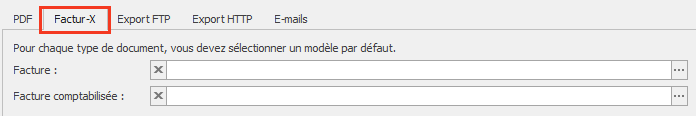 PDF Factur-X Export FTP Export HTTP E-mails
Pour chaque type de document, vous devez sélectionner un modèle par défaut.
Facture :
Facture comptabilisée :